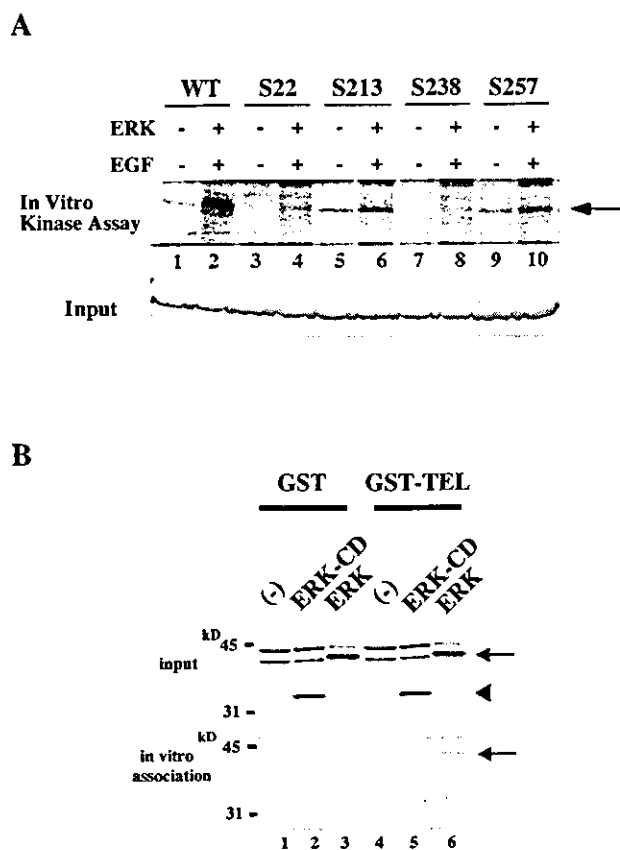 A
WT S22 S213 S238 S257
ERK - + - + - + - + - +
EGF - + - + - + - + - +
In Vitro
Kinase Assay
1 2 3 4 5 6 7 8 9 10
Input
B
GST GST-TEL
(-) ERK-CD ERK (-) ERK-CD ERK
kD
45
input
31
kD
45
in vitro
association
31
1 2 3 4 5 6